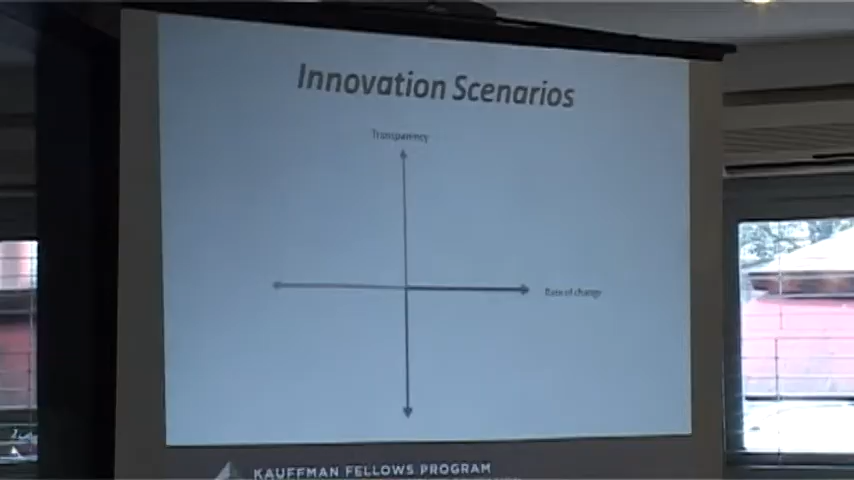 Innovation Scenarios
Transparency
Rate of change
KAUFFMAN FELLOWS PROGRAM